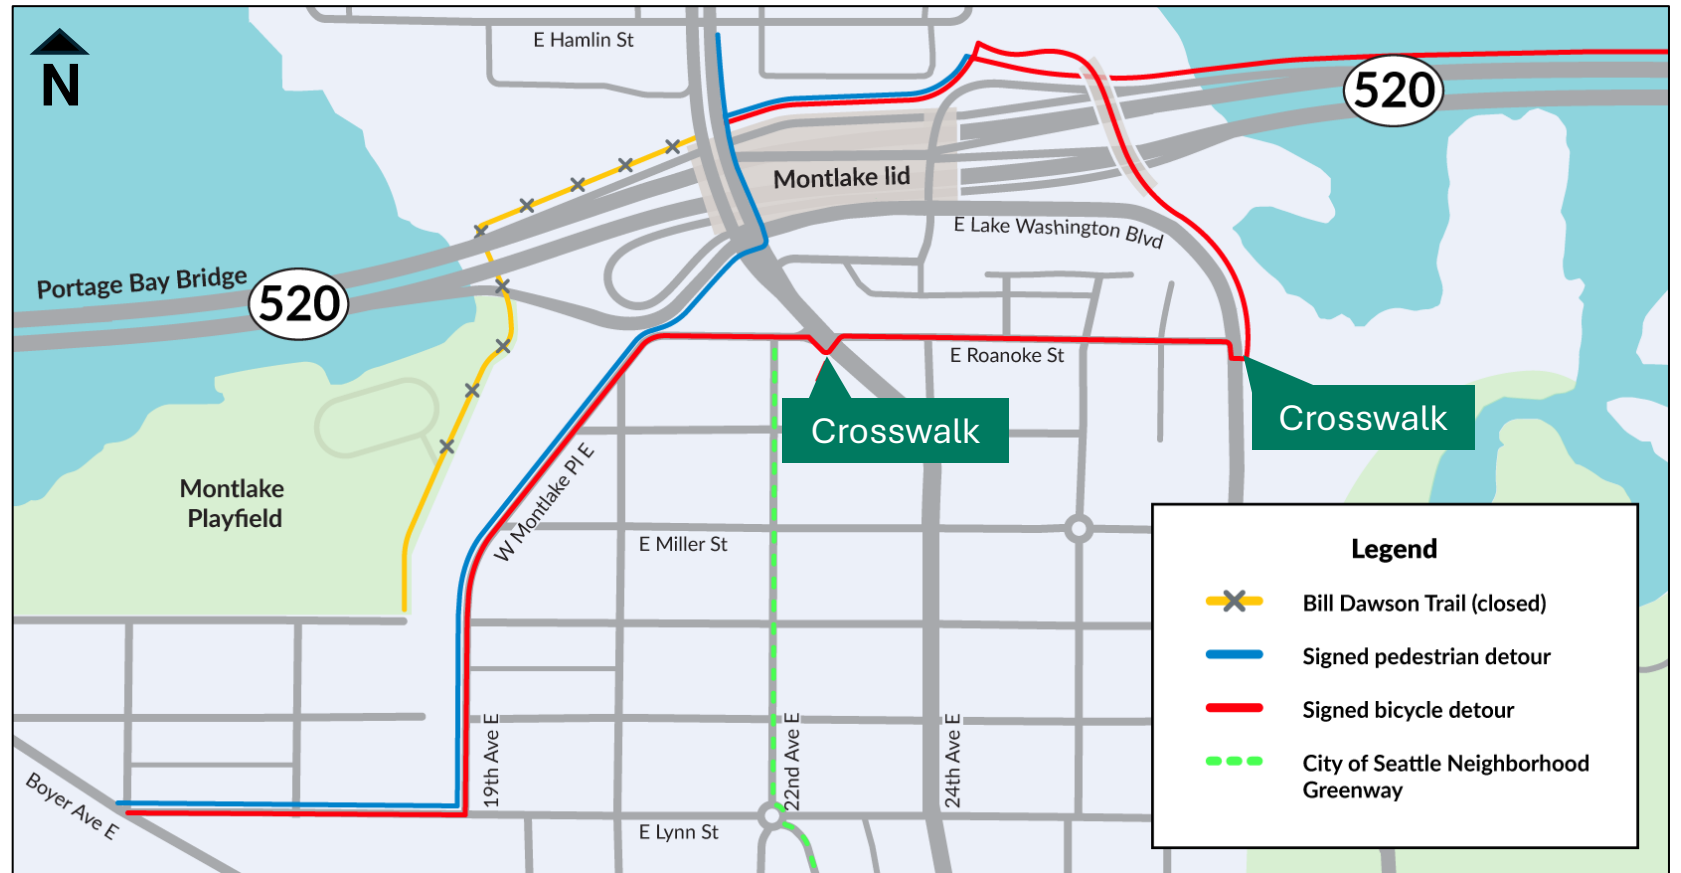 N
E Hamlin St
520
Montlake lid
E Lake Washington Blvd
Portage Bay Bridge
520
E Roanoke St
Crosswalk
Crosswalk
W Montlake Pl E
Montlake
Playfield
E Miller St
19th Ave E
22nd Ave E
24th Ave E
Boyer Ave E
E Lynn St
Legend
Bill Dawson Trail (closed)
Signed pedestrian detour
Signed bicycle detour
City of Seattle Neighborhood
Greenway